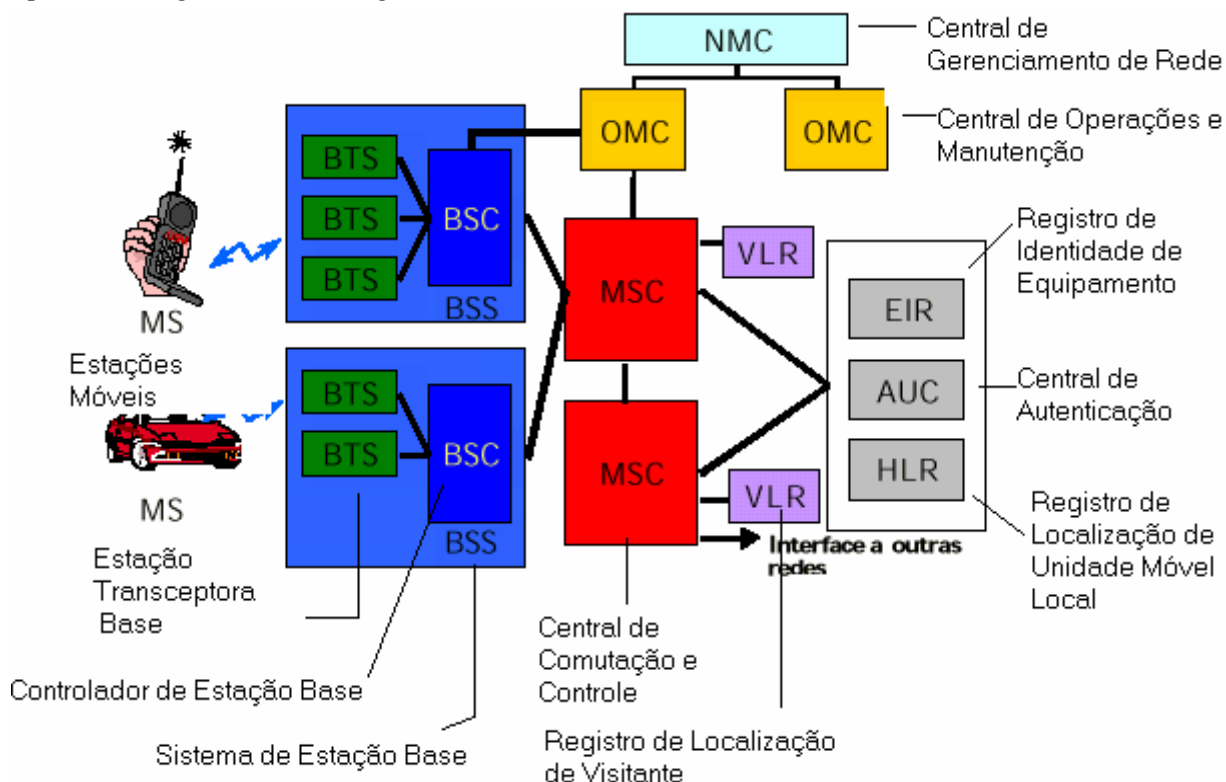 NMC
Central de
Gerenciamento de Rede
OMC
OMC
Central de Operações e
Manutenção
BTS
BTS
BTS
BSC
BSS
MS
Estações
Móveis
MSC
VLR
Registro de
Identidade de
Equipamento
EIR
AUC
HLR
Central de
Autenticação
Registro de
Localização de
Unidade Móvel
Local
BTS
BTS
BSC
BSS
MS
MSC
VLR
Interface a outras
redes
Estação
Transceptora
Base
Controlador de Estação Base
Sistema de Estação Base
Central de
Comutação e
Controle
Registro de Localização
de Visitante